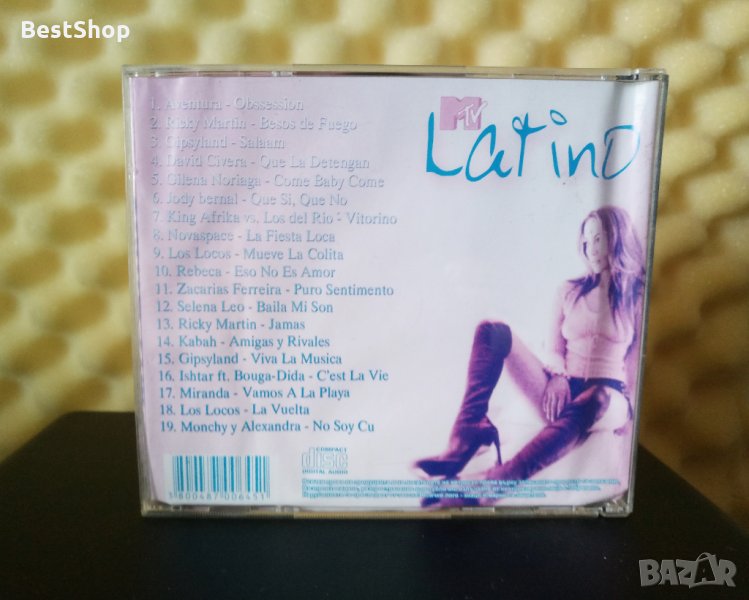 BestShop
MTV
Latino
1. Aventura - Obssession
2. Ricky Martin - Besos de Fuego
3. Gipsyland - Salaam
4. David Civera - Que La Detengan
5. Gilena Noriaga - Come Baby Come
6. Jody bernal - Que Si, Que No
7. King Afrika vs. Los del Rio - Vitorino
8. Novaspace - La Fiesta Loca
9. Los Locos - Mueve La Colita
10. Rebeca - Eso No Es Amor
11. Zacarias Ferreira - Puro Sentimento
12. Selena Leo - Baila Mi Son
13. Ricky Martin - Jamas
14. Kabah - Amigas y Rivales
15. Gipsyland - Viva La Musica
16. Ishtar ft. Bouga-Dida - C'est La Vie
17. Miranda - Vamos A La Playa
18. Los Locos - La Vuelta
19. Monchy y Alexandra - No Soy Cu
COMPACT
disc
DIGITAL AUDIO
5800487006451
BAZAR